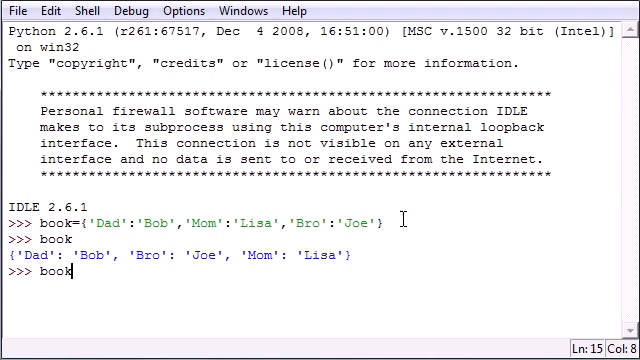 File Edit Shell Debug Options Windows Help
Python 2.6.1 (r261:67517, Dec  4 2008, 16:51:00) [MSC v.1500 32 bit (Intel)]
 on win32
Type "copyright", "credits" or "license()" for more information.
****************************************************************
Personal firewall software may warn about the connection IDLE
makes to its subprocess using this computer's internal loopback
interface.  This connection is not visible on any external
interface and no data is sent to or received from the Internet.
****************************************************************
IDLE 2.6.1
>>> book={'Dad':'Bob','Mom':'Lisa','Bro':'Joe'}
>>> book
{'Dad': 'Bob', 'Bro': 'Joe', 'Mom': 'Lisa'}
>>> book
Ln: 15 Col: 8